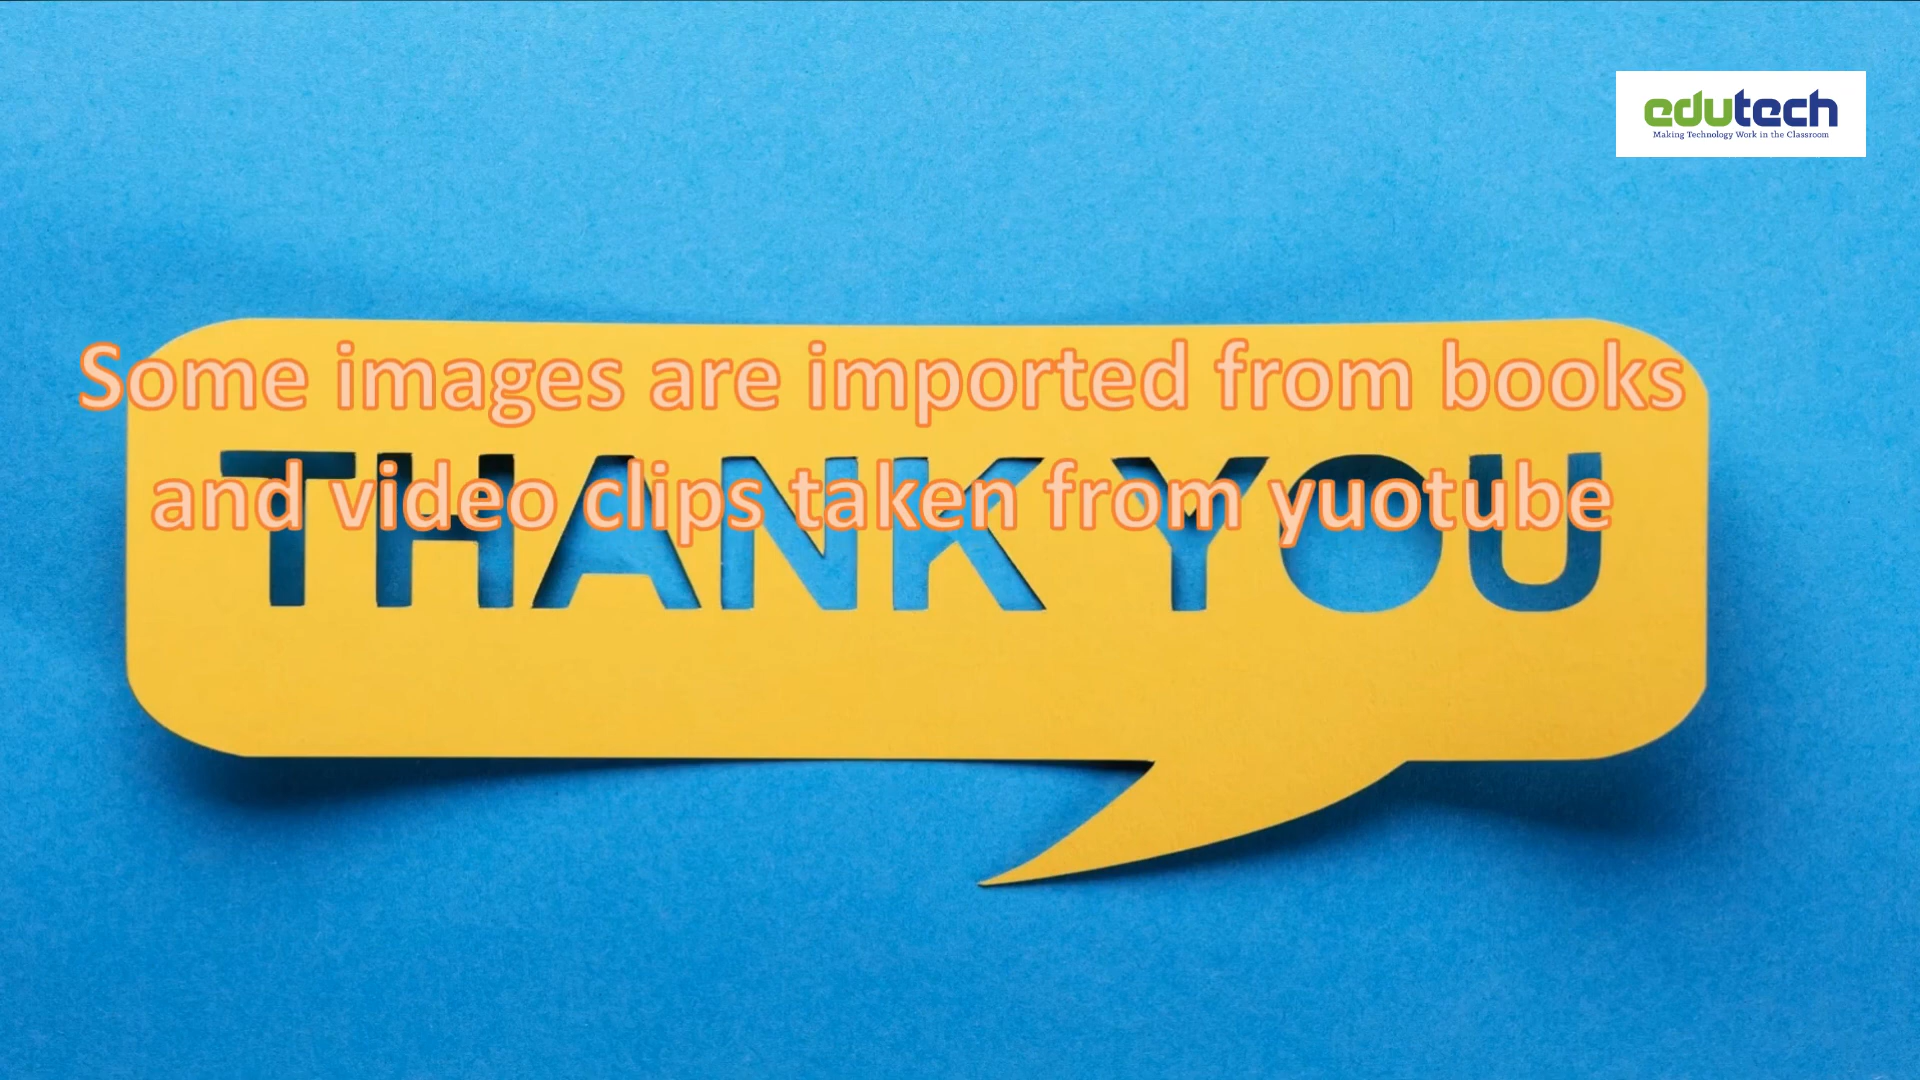 edutech
Making Technology Work in the Classroom
Some images are imported from books
THANK YOU
and video clips taken from yuotube